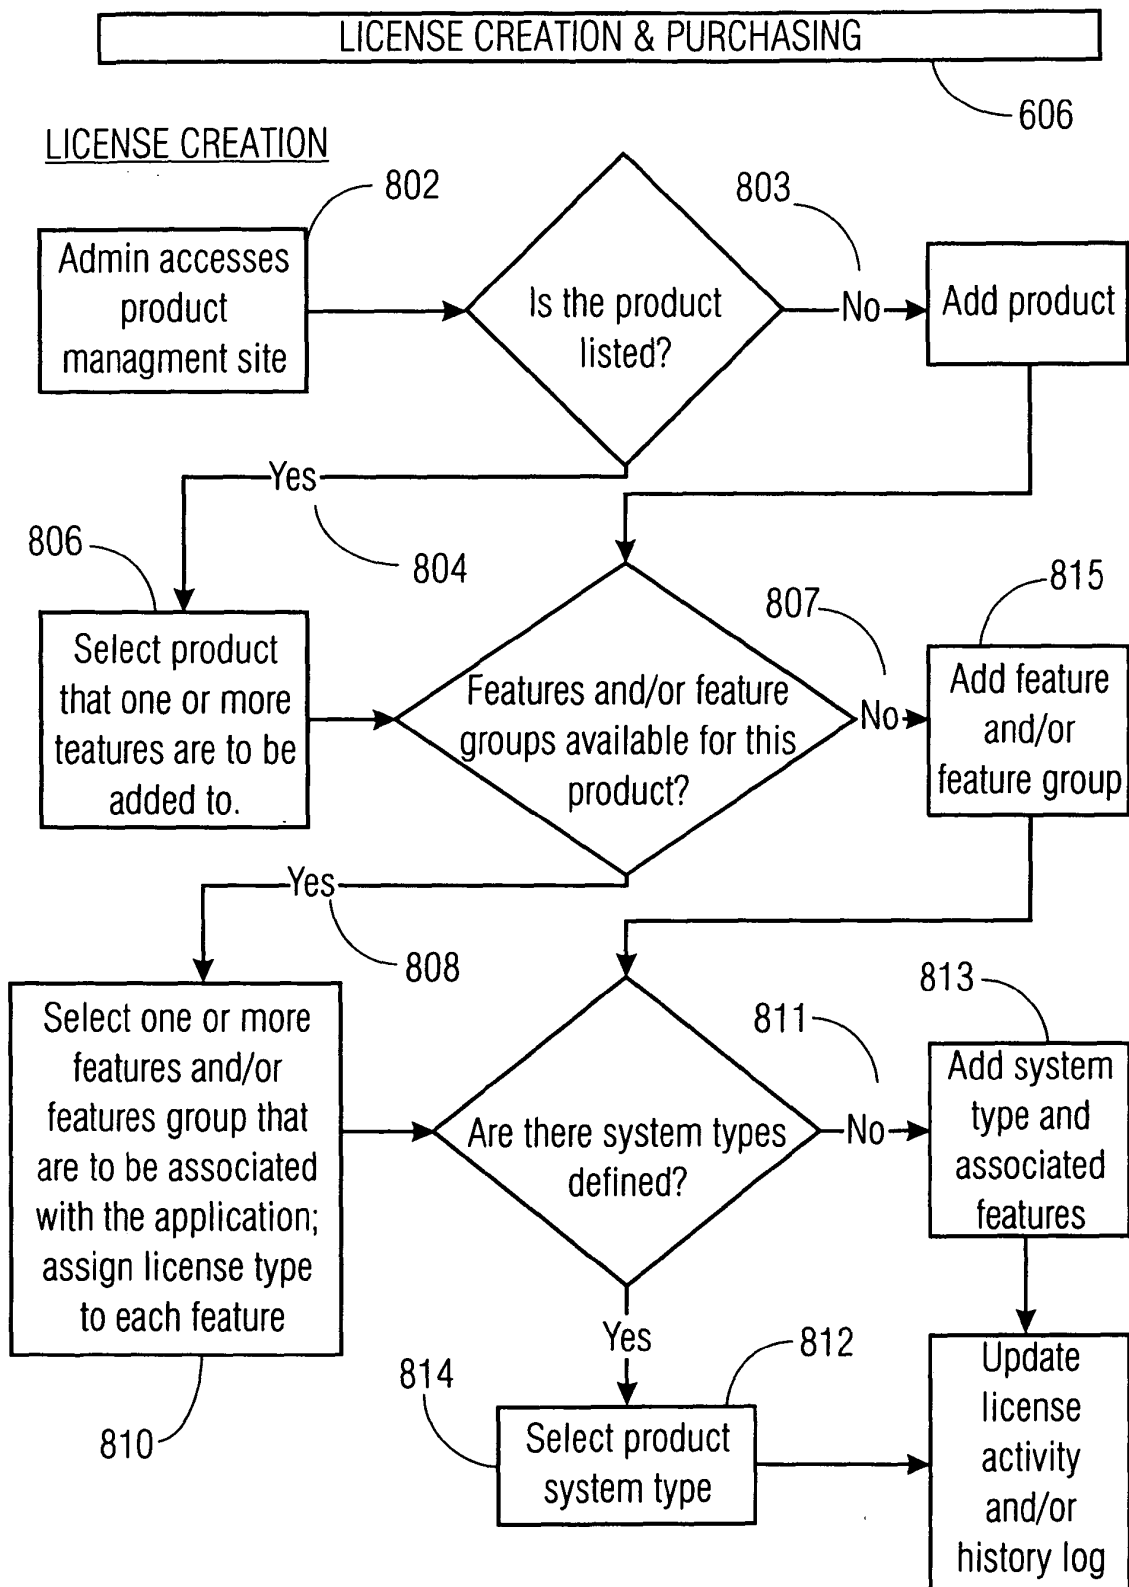 LICENSE CREATION & PURCHASING
606
LICENSE CREATION
802
803
Admin accesses
product
managment site
Is the product
listed?
No
Add product
Yes
804
806
Select product
that one or more
teatures are to be
added to.
Features and/or feature
groups available for this
product?
807
No
815
Add feature
and/or
feature group
Yes
808
Select one or more
features and/or
features group that
are to be associated
with the application;
assign license type
to each feature
810
Are there system types
defined?
811
No
813
Add system
type and
associated
features
Yes
812
814
Select product
system type
Update
license
activity
and/or
history log